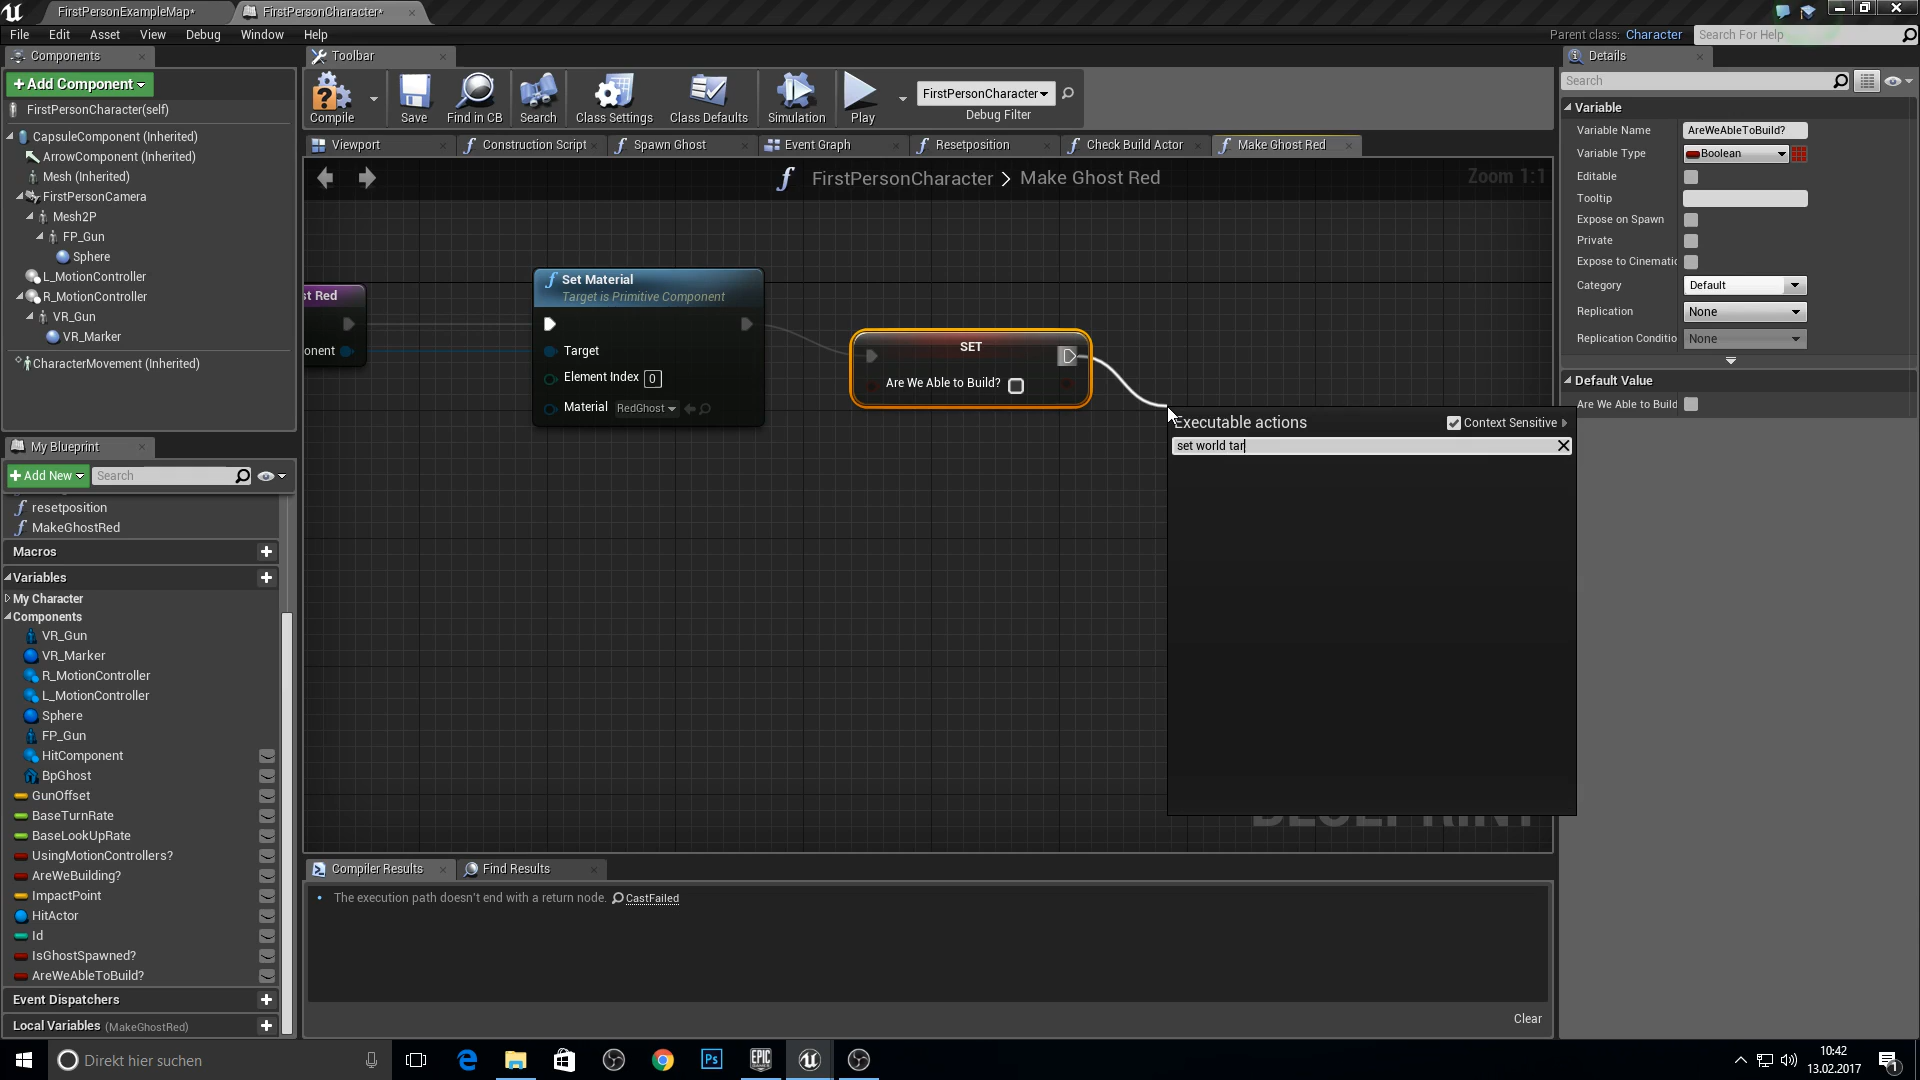 FirstPersonExampleMap*
FirstPersonCharacter*
File Edit Asset View Debug Window Help
Parent class: Character
Search For Help
Components
+Add Component
FirstPersonCharacter(self)
CapsuleComponent (Inherited)
ArrowComponent (Inherited)
Mesh (Inherited)
FirstPersonCamera
Mesh2P
FP_Gun
Sphere
L_MotionController
R_MotionController
VR_Gun
VR_Marker
CharacterMovement (Inherited)
My Blueprint
+Add New
Search
resetposition
MakeGhostRed
Macros
Variables
My Character
Components
VR_Gun
VR_Marker
R_MotionController
L_MotionController
Sphere
FP_Gun
HitComponent
BpGhost
GunOffset
BaseTurnRate
BaseLookUpRate
UsingMotionControllers?
AreWeBuilding?
ImpactPoint
HitActor
Id
IsGhostSpawned?
AreWeAbleToBuild?
Event Dispatchers
Local Variables (MakeGhostRed)
Toolbar
Compile
Save
Find in CB
Search
Class Settings
Class Defaults
Simulation
Play
FirstPersonCharacter
Debug Filter
Viewport
Construction Script
Spawn Ghost
Event Graph
Resetposition
Check Build Actor
Make Ghost Red
FirstPersonCharacter > Make Ghost Red
Zoom 1:1
st Red
onent
Set Material
Target is Primitive Component
Target
Element Index 0
Material RedGhost
SET
Are We Able to Build?
Executable actions
Context Sensitive
set world tar
BLUEPRINT
Compiler Results
Find Results
The execution path doesn't end with a return node. CastFailed
Clear
Details
Search
Variable
Variable Name AreWeAbleToBuild?
Variable Type Boolean
Editable
Tooltip
Expose on Spawn
Private
Expose to Cinematic
Category Default
Replication None
Replication Conditio None
Default Value
Are We Able to Build
Direkt hier suchen
Ps
EPIC GAMES
10:42
13.02.2017
1